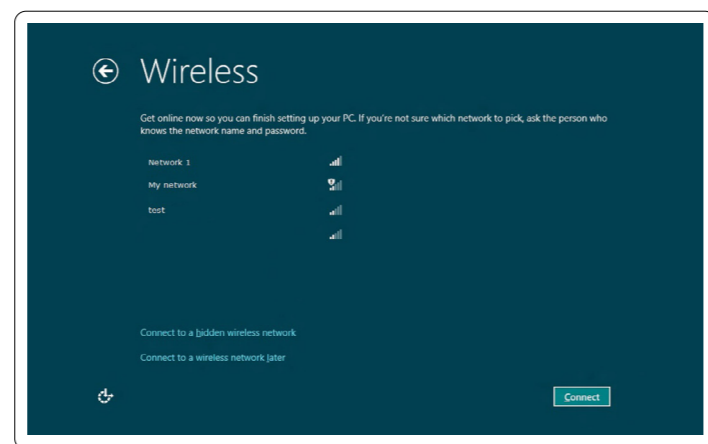 Wireless
Get online now so you can finish setting up your PC. If you're not sure which network to pick, ask the person who
knows the network name and password.
Network 1
My network
test
Connect to a hidden wireless network
Connect to a wireless network later
Connect